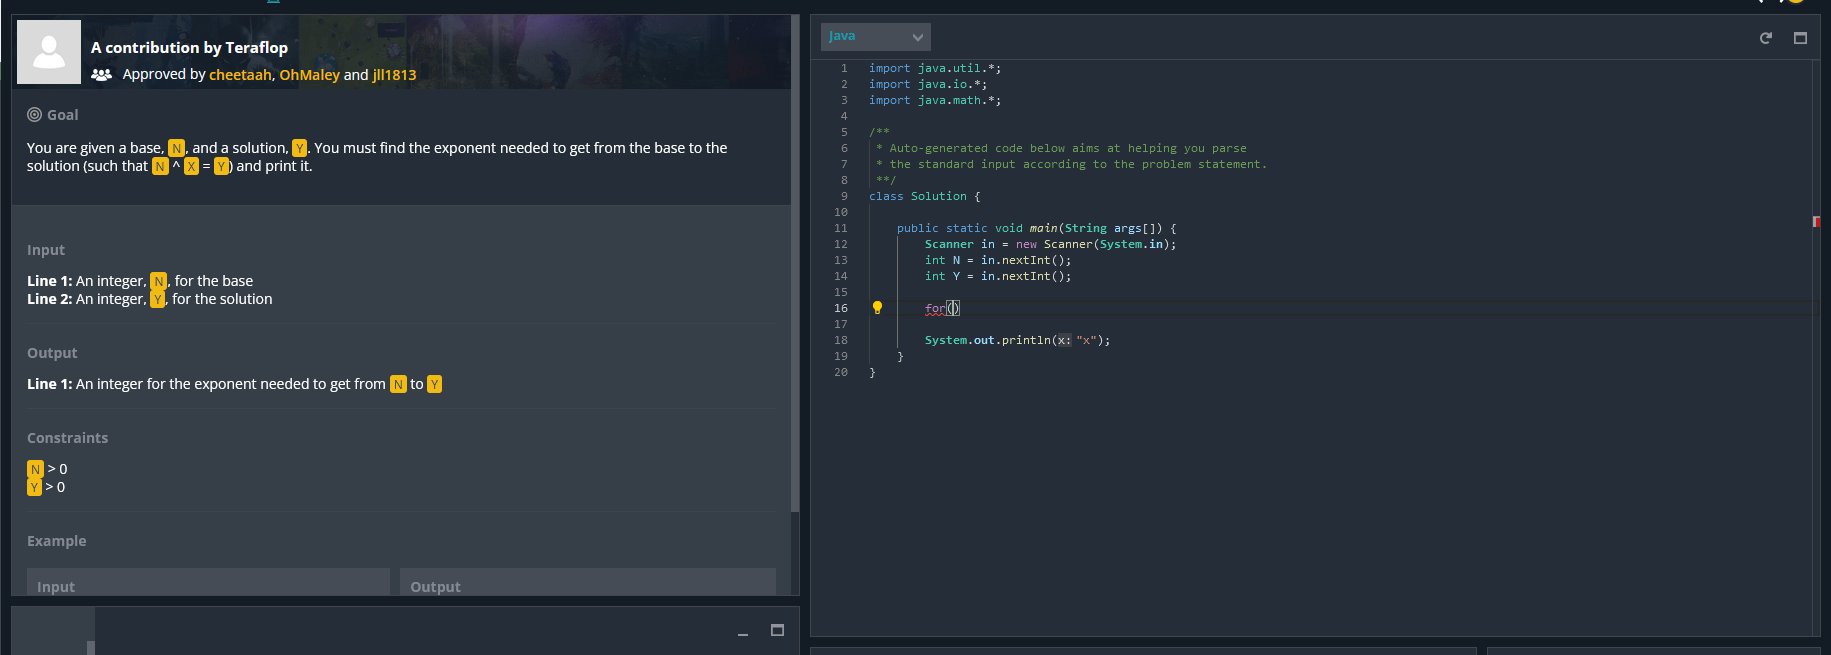 A contribution by Teraflop
Approved by cheetaah, OhMaley and jll1813
Goal
You are given a base, N, and a solution, Y. You must find the exponent needed to get from the base to the
solution (such that N ^ X = Y) and print it.
Input
Line 1: An integer, N, for the base
Line 2: An integer, Y, for the solution
Output
Line 1: An integer for the exponent needed to get from N to Y
Constraints
N > 0
Y > 0
Example
Input
Output
Java
1 import java.util.*;
2 import java.io.*;
3 import java.math.*;
4
5 /**
6 * Auto-generated code below aims at helping you parse
7 * the standard input according to the problem statement.
8 **/
9 class Solution {
10
11 public static void main(String args[]) {
12 Scanner in = new Scanner(System.in);
13 int N = in.nextInt();
14 int Y = in.nextInt();
15
16 for()
17
18 System.out.println(x: "x");
19 }
20 }